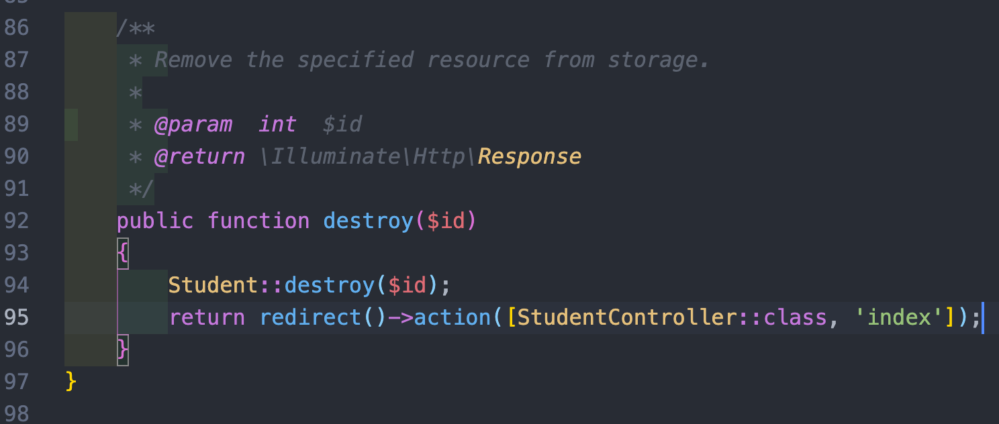 86 /**
87 * Remove the specified resource from storage.
88 *
89 * @param  int  $id
90 * @return \Illuminate\Http\Response
91 */
92 public function destroy($id)
93 {
94 Student::destroy($id);
95 return redirect()->action([StudentController::class, 'index']);
96 }
97 }
98